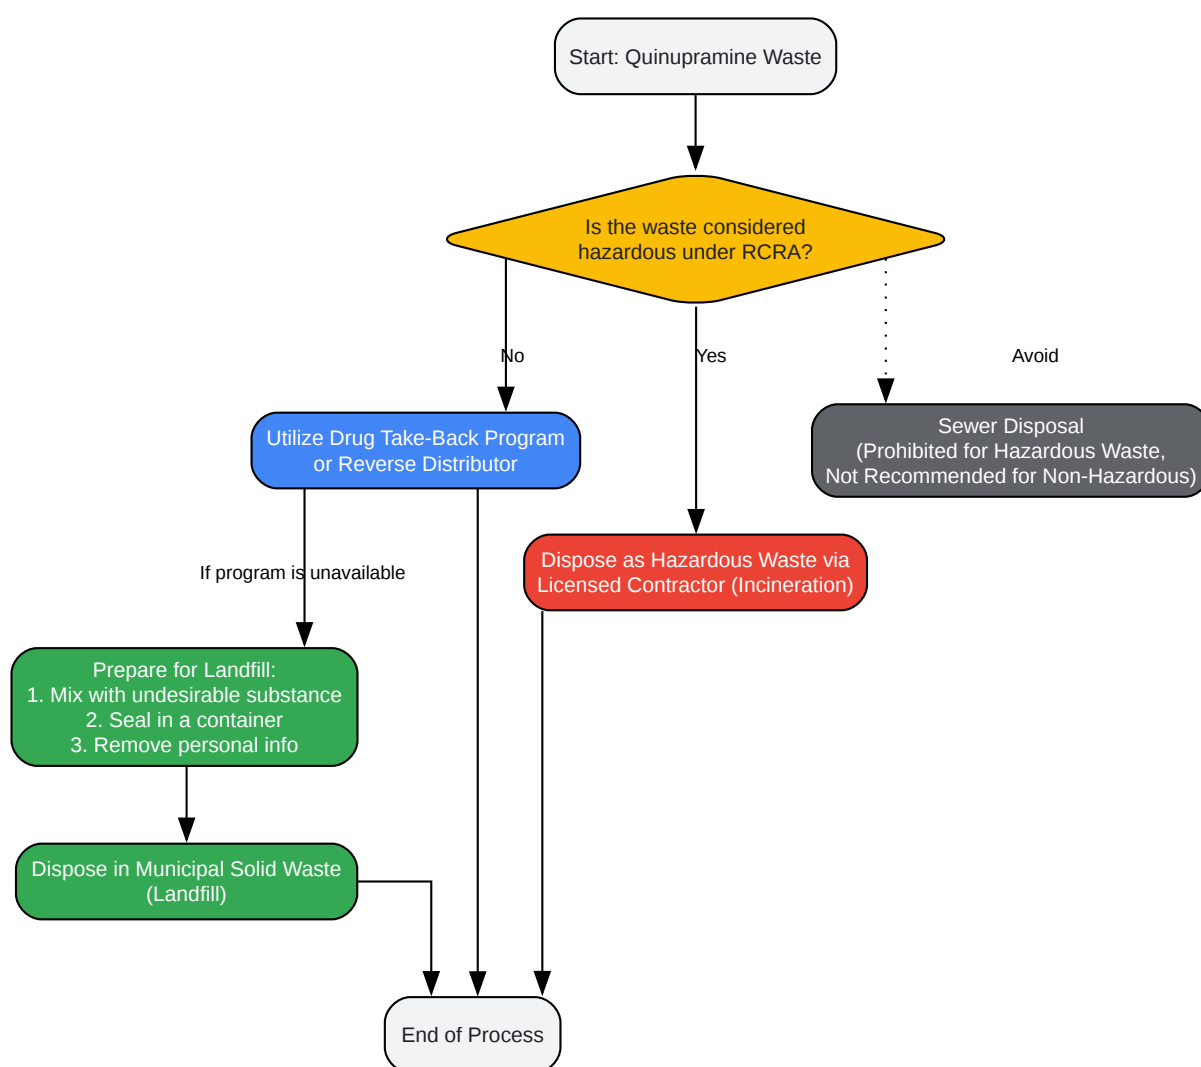 Start: Quinupramine Waste
Is the waste considered
hazardous under RCRA?
No
Yes
Avoid
Sewer Disposal
(Prohibited for Hazardous Waste,
Not Recommended for Non-Hazardous)
Utilize Drug Take-Back Program
or Reverse Distributor
Dispose as Hazardous Waste via
Licensed Contractor (Incineration)
If program is unavailable
Prepare for Landfill:
1. Mix with undesirable substance
2. Seal in a container
3. Remove personal info
Dispose in Municipal Solid Waste
(Landfill)
End of Process